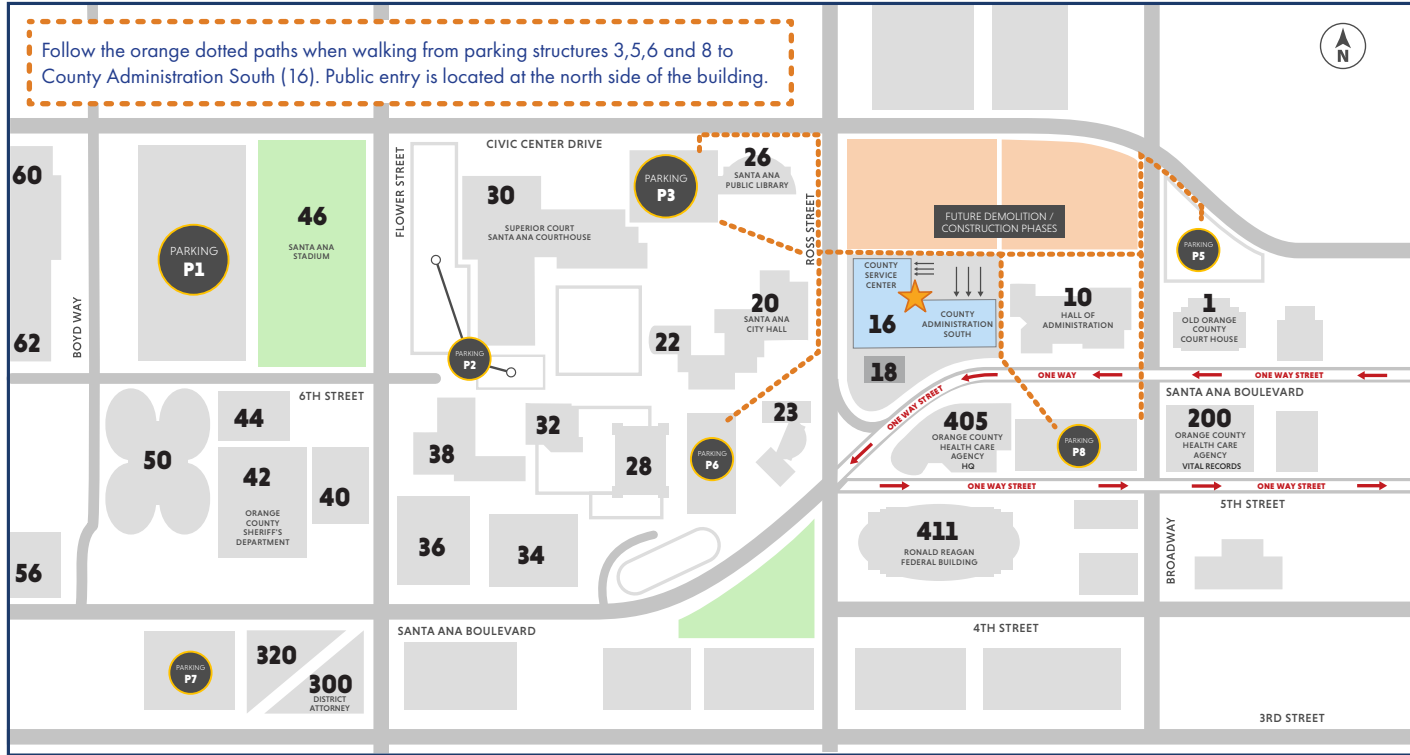 Follow the orange dotted paths when walking from parking structures 3,5,6 and 8 to
County Administration South (16). Public entry is located at the north side of the building.
N
CIVIC CENTER DRIVE
60
PARKING
P1
46
SANTA ANA
STADIUM
FLOWER STREET
30
SUPERIOR COURT
SANTA ANA COURTHOUSE
PARKING
P3
26
SANTA ANA
PUBLIC LIBRARY
ROSS STREET
FUTURE DEMOLITION /
CONSTRUCTION PHASES
PARKING
P5
BOYD WAY
62
PARKING
P2
22
20
SANTA ANA
CITY HALL
COUNTY
SERVICE
CENTER
16
COUNTY
ADMINISTRATION
SOUTH
18
10
HALL OF
ADMINISTRATION
1
OLD ORANGE
COUNTY
COURT HOUSE
ONE WAY
ONE WAY STREET
SANTA ANA BOULEVARD
ONE WAY STREET
6TH STREET
44
50
42
ORANGE
COUNTY
SHERIFF'S
DEPARTMENT
40
38
32
28
PARKING
P6
23
405
ORANGE COUNTY
HEALTH CARE
AGENCY
HQ
PARKING
P8
200
ORANGE COUNTY
HEALTH CARE
AGENCY
VITAL RECORDS
ONE WAY STREET
ONE WAY STREET
5TH STREET
56
36
34
411
RONALD REAGAN
FEDERAL BUILDING
BROADWAY
SANTA ANA BOULEVARD
4TH STREET
PARKING
P7
320
300
DISTRICT
ATTORNEY
3RD STREET